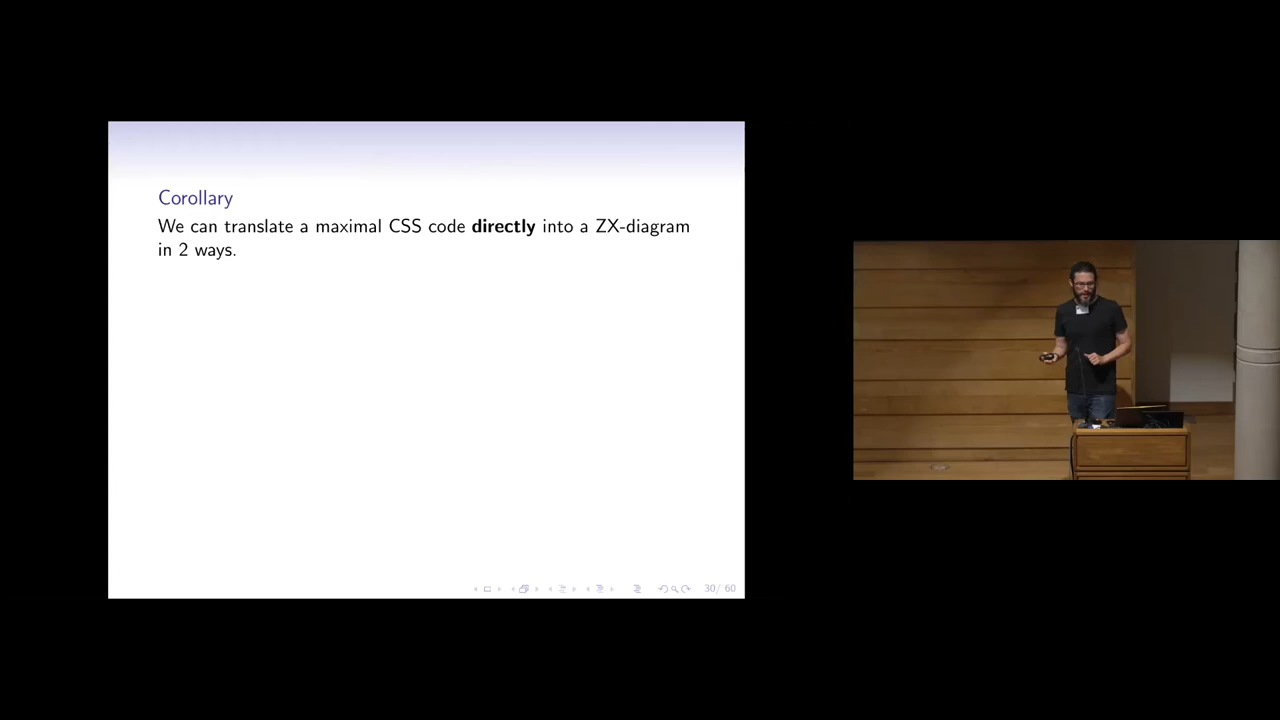 Corollary
We can translate a maximal CSS code directly into a ZX-diagram
in 2 ways.
30/ 60